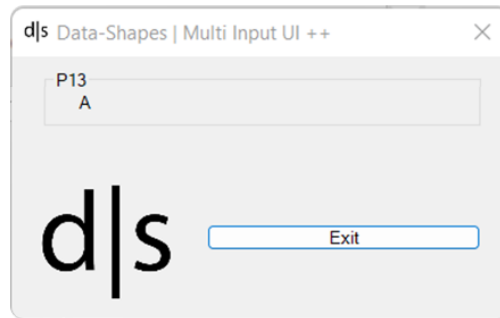 d|s Data-Shapes | Multi Input UI ++
P13
A
d|s
Exit